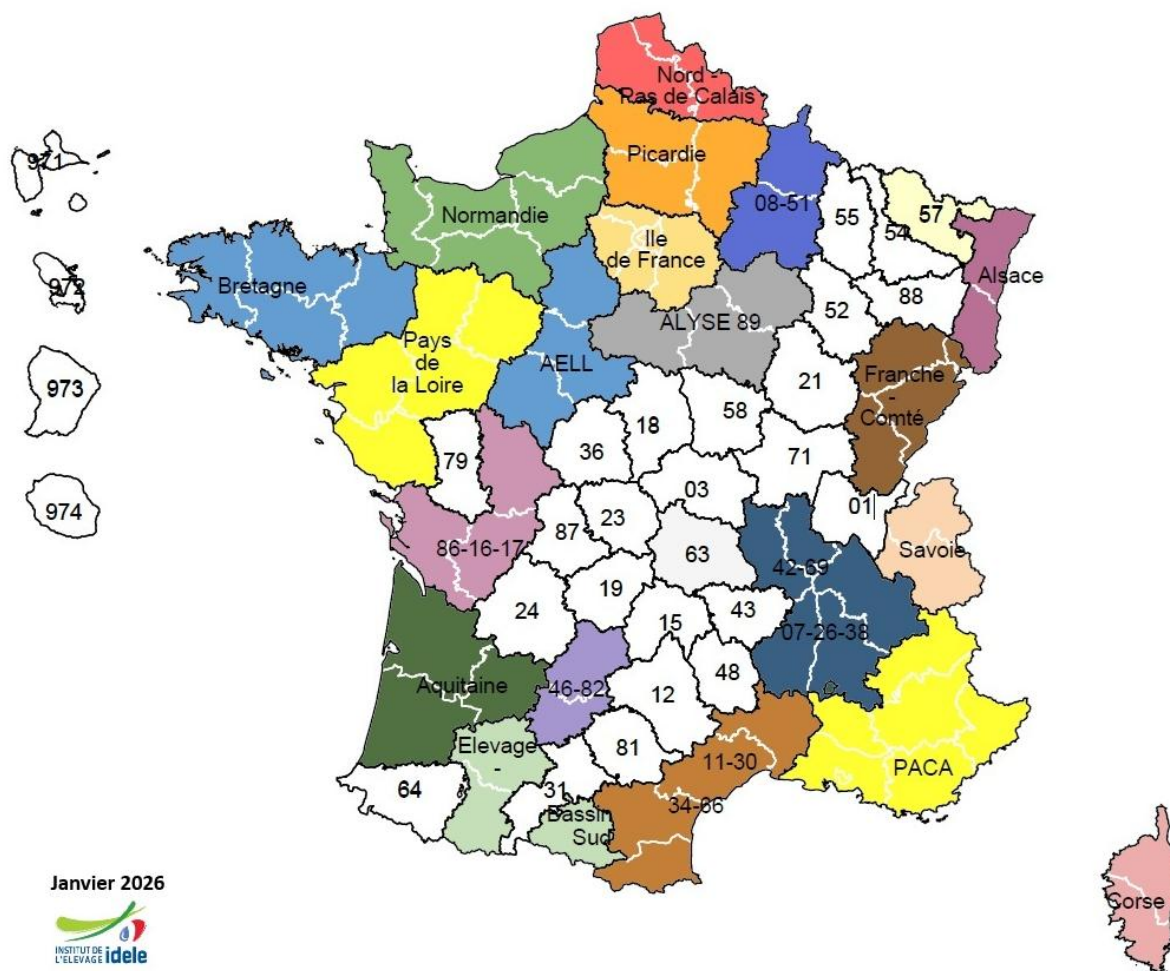 Nord -
Pas de Calais
Picardie
971
Normandie
08-51
55
57
54
Ile
de France
972
Bretagne
Alsace
88
52
ALYSE 89
Pays
de
la Loire
AELL
973
21
Franche
-
Comté
18
58
36
79
71
03
01
974
23
87
86-16-17
63
42-69
Savoie
19
24
15
43
07-26-38
48
Aquitaine
46-82
12
Elevage
-
81
11-30
PACA
64
31
34-66
Bassin
Sud
Janvier 2026
Corse
INSTITUT DE
L'ELEVAGE idele